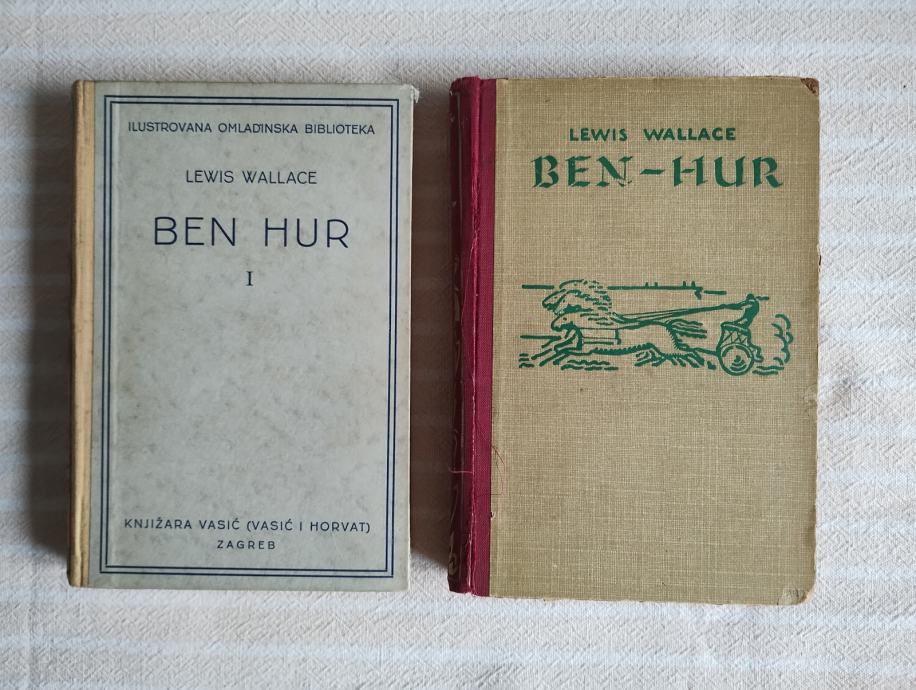 ILUSTROVANA OMLADINSKA BIBLIOTEKA
LEWIS WALLACE
BEN HUR
I
KNJIŽARA VASIĆ (VASIĆ I HORVAT)
ZAGREB
LEWIS WALLACE
BEN-HUR